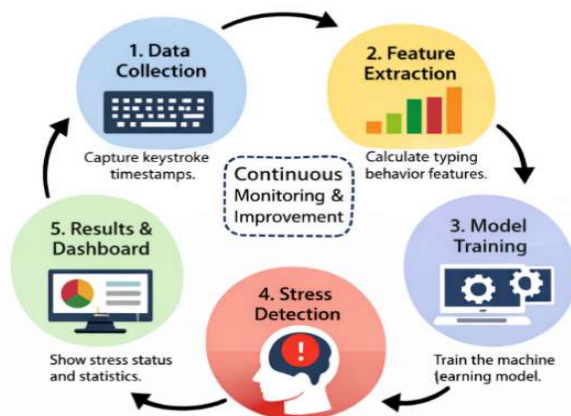 1. Data
Collection
Capture keystroke
timestamps.
2. Feature
Extraction
Calculate typing
behavior features.
3. Model
Training
Train the machine
learning model.
4. Stress
Detection
!
5. Results &
Dashboard
Show stress status
and statistics.
Continuous
Monitoring &
Improvement